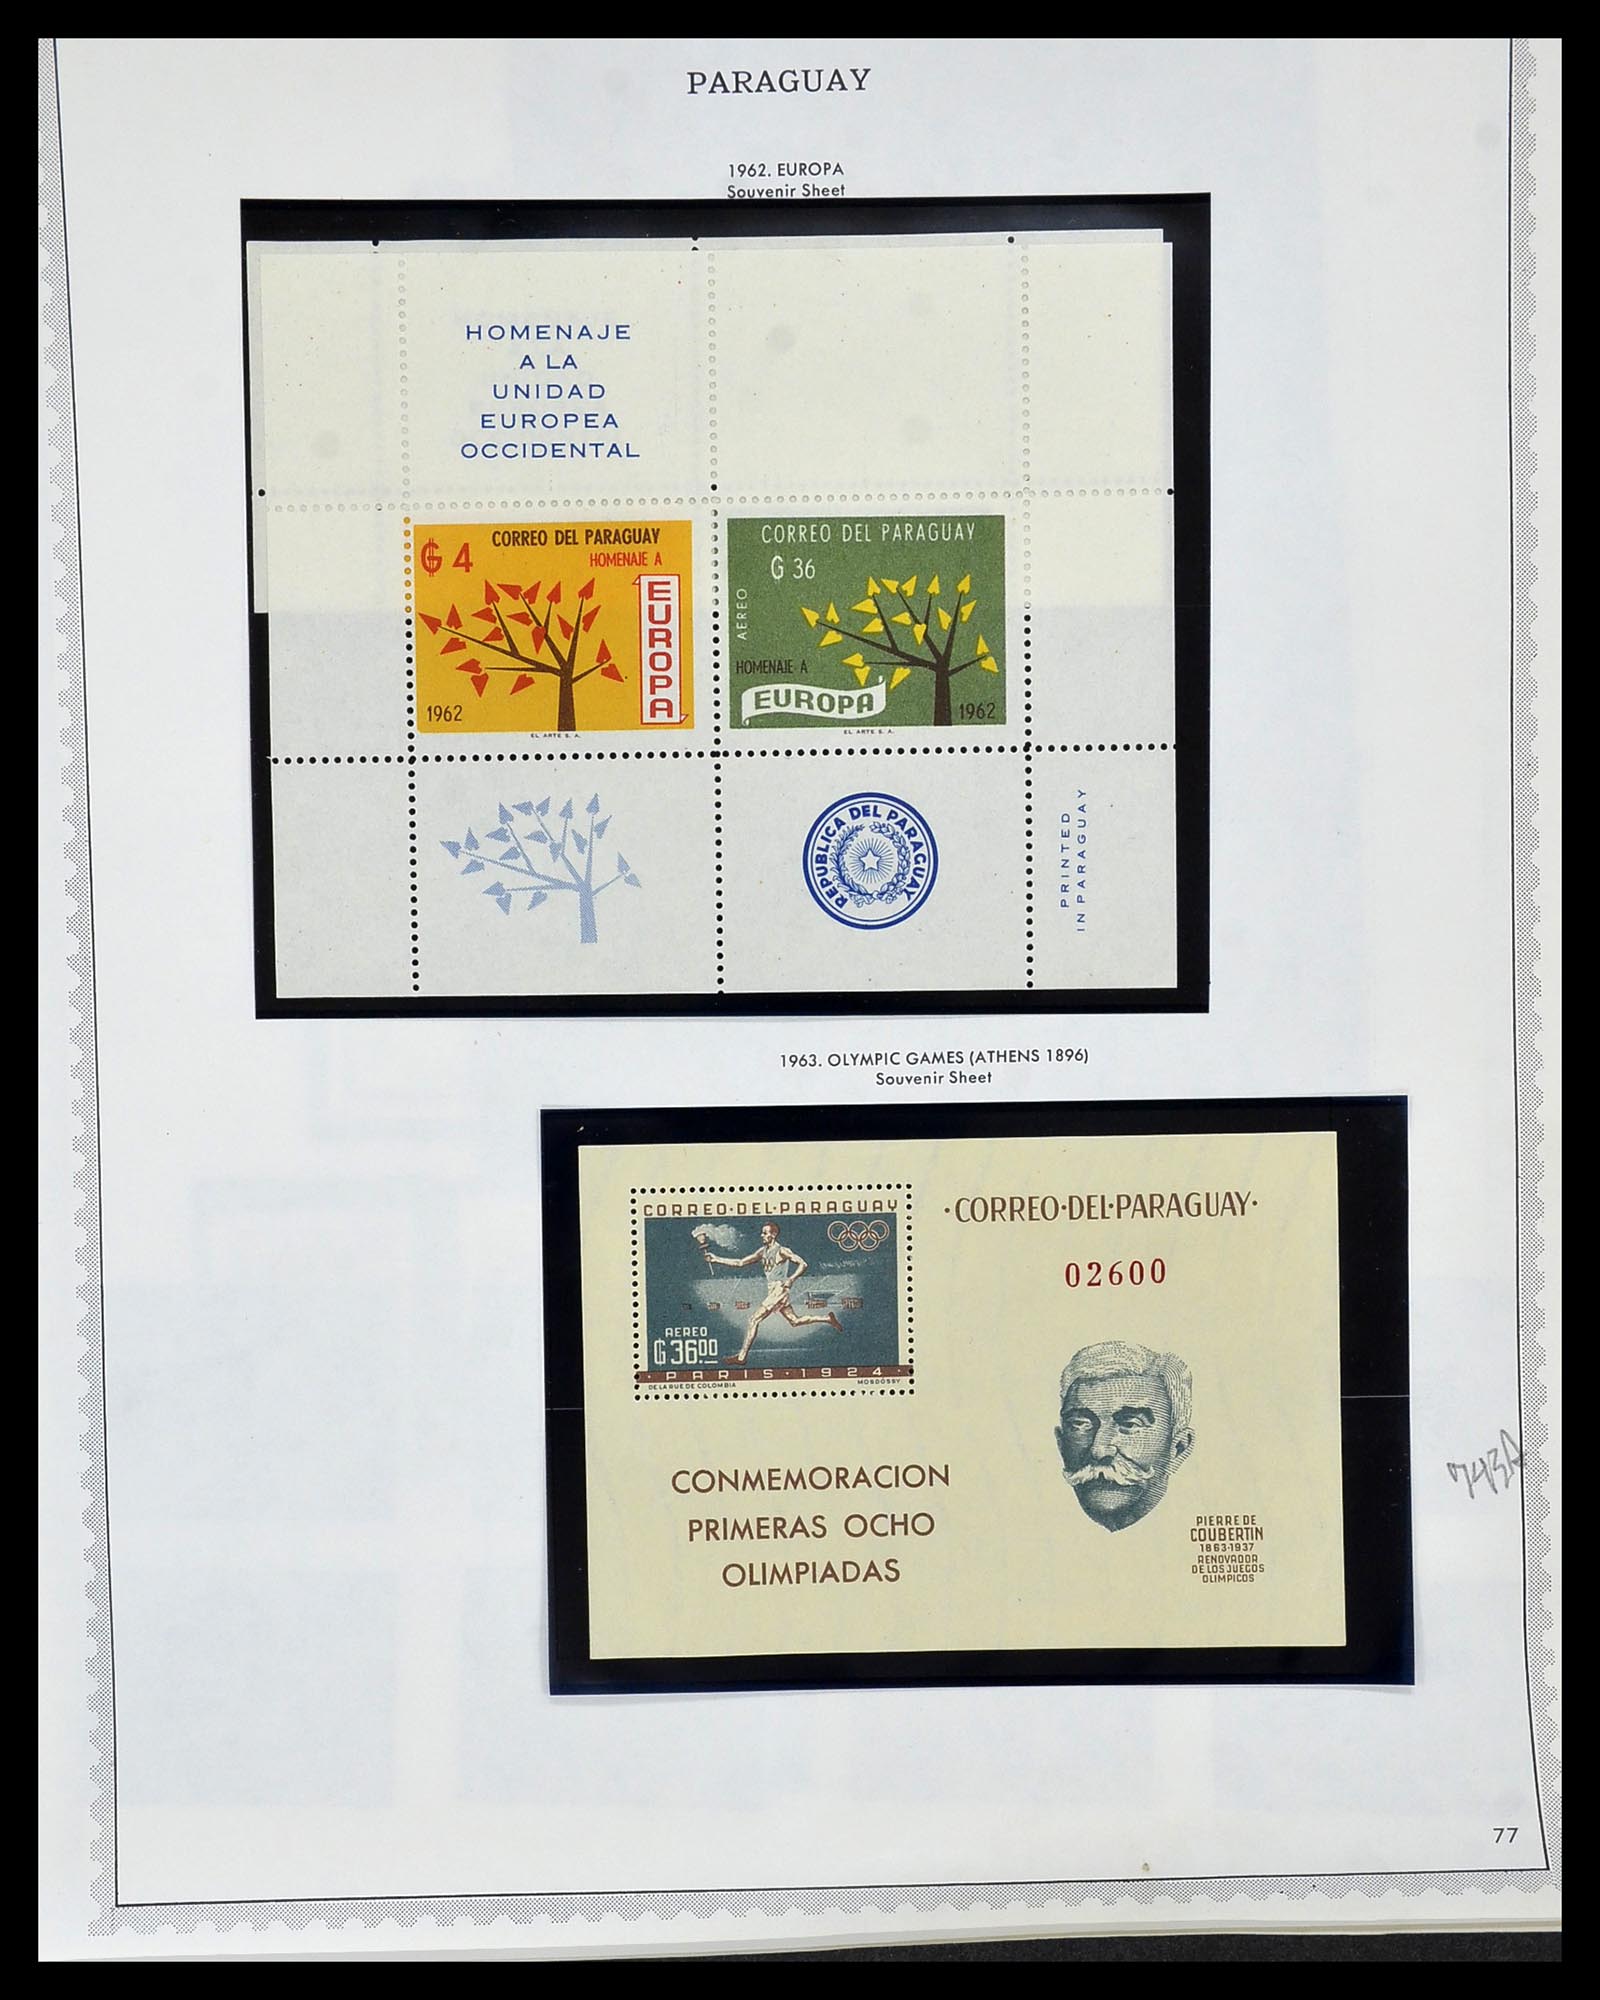 PARAGUAY
1962. EUROPA
Souvenir Sheet
HOMENAJE
A LA
UNIDAD
EUROPEA
OCCIDENTAL
CORREO DEL PARAGUAY
₲ 4
HOMENAJE A
EUROPA
1962
EL ARTE S. A.
CORREO DEL PARAGUAY
₲ 36
AEREO
HOMENAJE A
EUROPA
1962
EL ARTE S. A.
REPUBLICA DEL PARAGUAY
PRINTED
IN PARAGUAY
1963. OLYMPIC GAMES (ATHENS 1896)
Souvenir Sheet
CORREO·DEL·PARAGUAY
AEREO
₲36.00
·PARIS·1924·
DE LA RUE DE COLOMBIA
MOSDÓSSY
·CORREO·DEL·PARAGUAY·
02600
CONMEMORACION
PRIMERAS OCHO
OLIMPIADAS
PIERRE DE
COUBERTIN
1863-1937
RENOVADOR
DE LOS JUEGOS
OLIMPICOS
743A
77